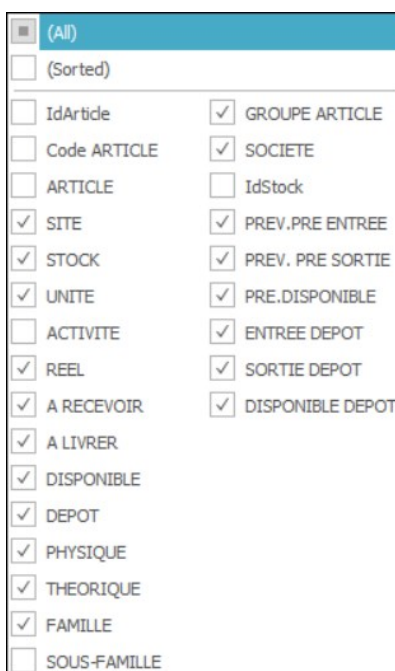 (All)
(Sorted)
IdArticle
Code ARTICLE
ARTICLE
SITE
STOCK
UNITE
ACTIVITE
REEL
A RECEVOIR
A LIVRER
DISPONIBLE
DEPOT
PHYSIQUE
THEORIQUE
FAMILLE
SOUS-FAMILLE
GROUPE ARTICLE
SOCIETE
IdStock
PREV.PRE ENTREE
PREV. PRE SORTIE
PRE.DISPONIBLE
ENTREE DEPOT
SORTIE DEPOT
DISPONIBLE DEPOT